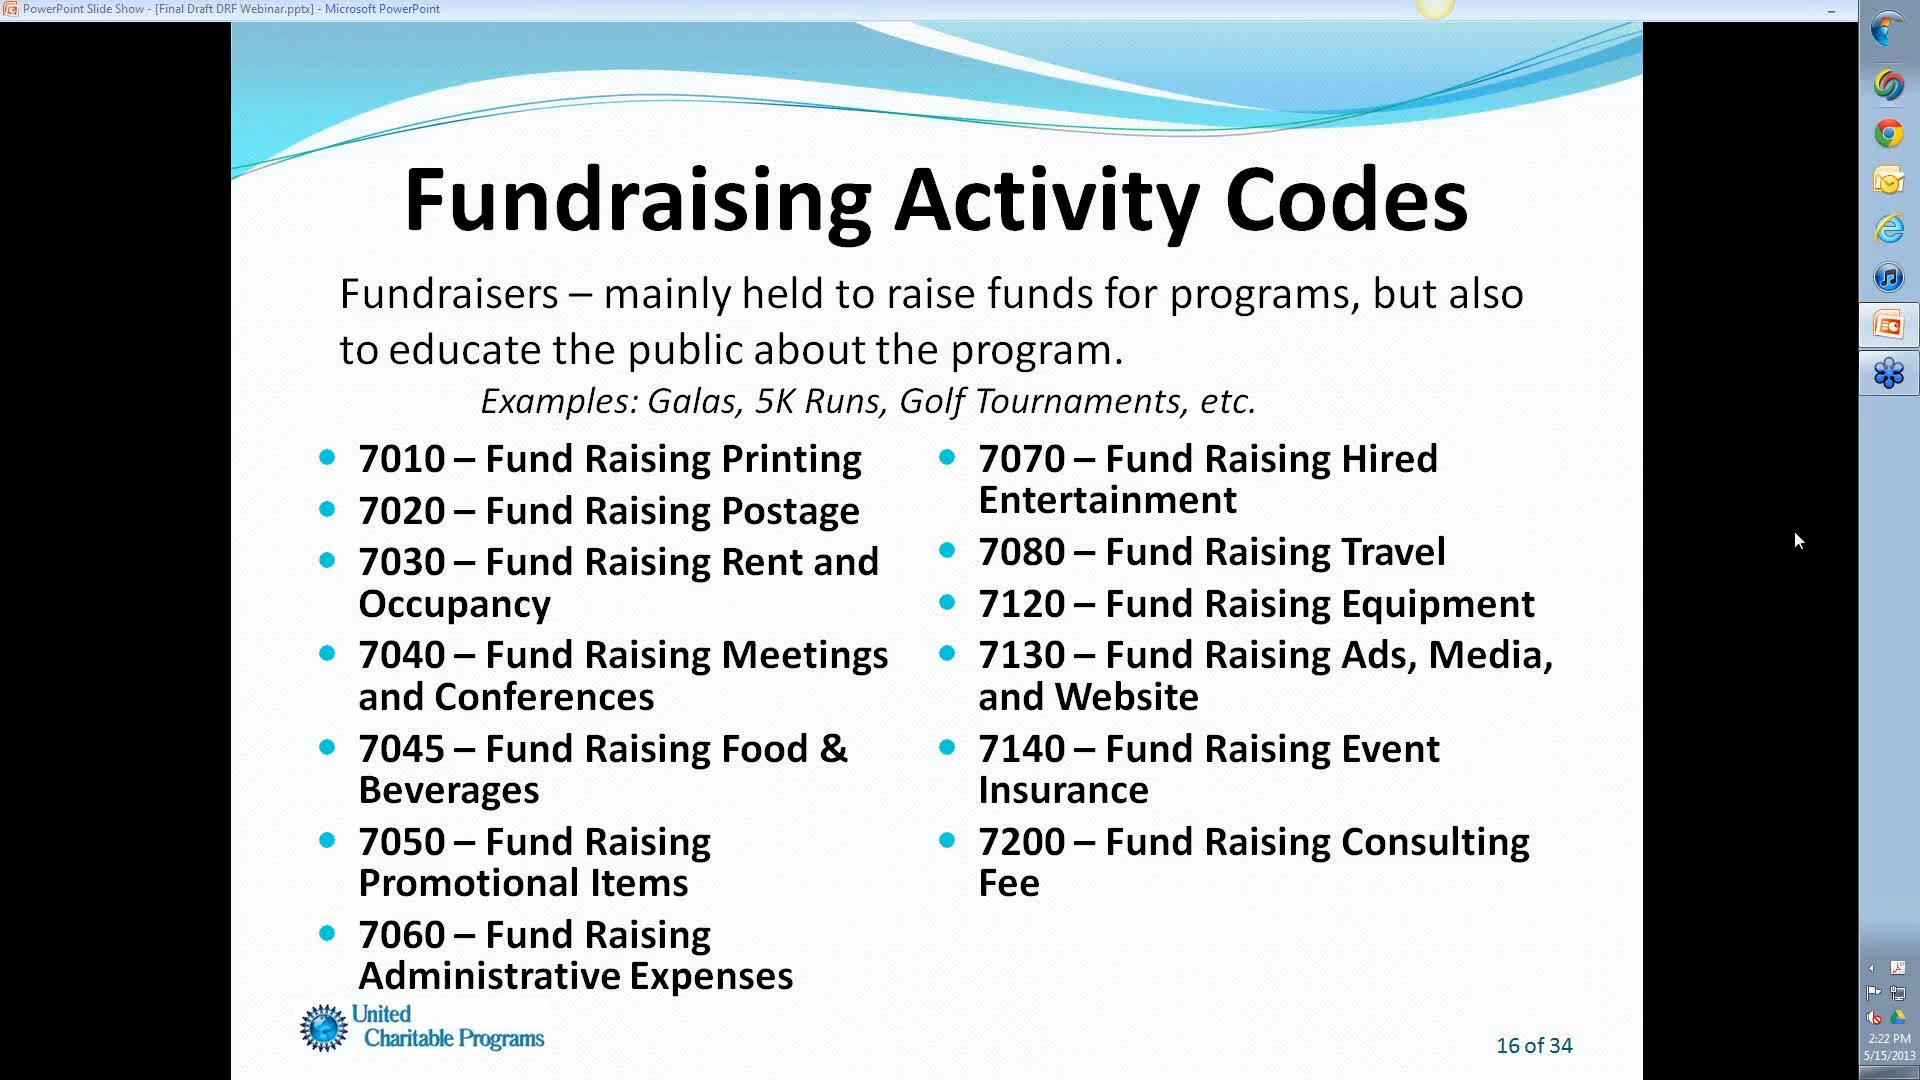 PowerPoint Slide Show - [Final Draft DRF Webinar.pptx] - Microsoft PowerPoint
Fundraising Activity Codes
Fundraisers – mainly held to raise funds for programs, but also
to educate the public about the program.
Examples: Galas, 5K Runs, Golf Tournaments, etc.
7010 – Fund Raising Printing
7020 – Fund Raising Postage
7030 – Fund Raising Rent and
Occupancy
7040 – Fund Raising Meetings
and Conferences
7045 – Fund Raising Food &
Beverages
7050 – Fund Raising
Promotional Items
7060 – Fund Raising
Administrative Expenses
7070 – Fund Raising Hired
Entertainment
7080 – Fund Raising Travel
7120 – Fund Raising Equipment
7130 – Fund Raising Ads, Media,
and Website
7140 – Fund Raising Event
Insurance
7200 – Fund Raising Consulting
Fee
United
Charitable Programs
16 of 34
2:22 PM
5/15/2013